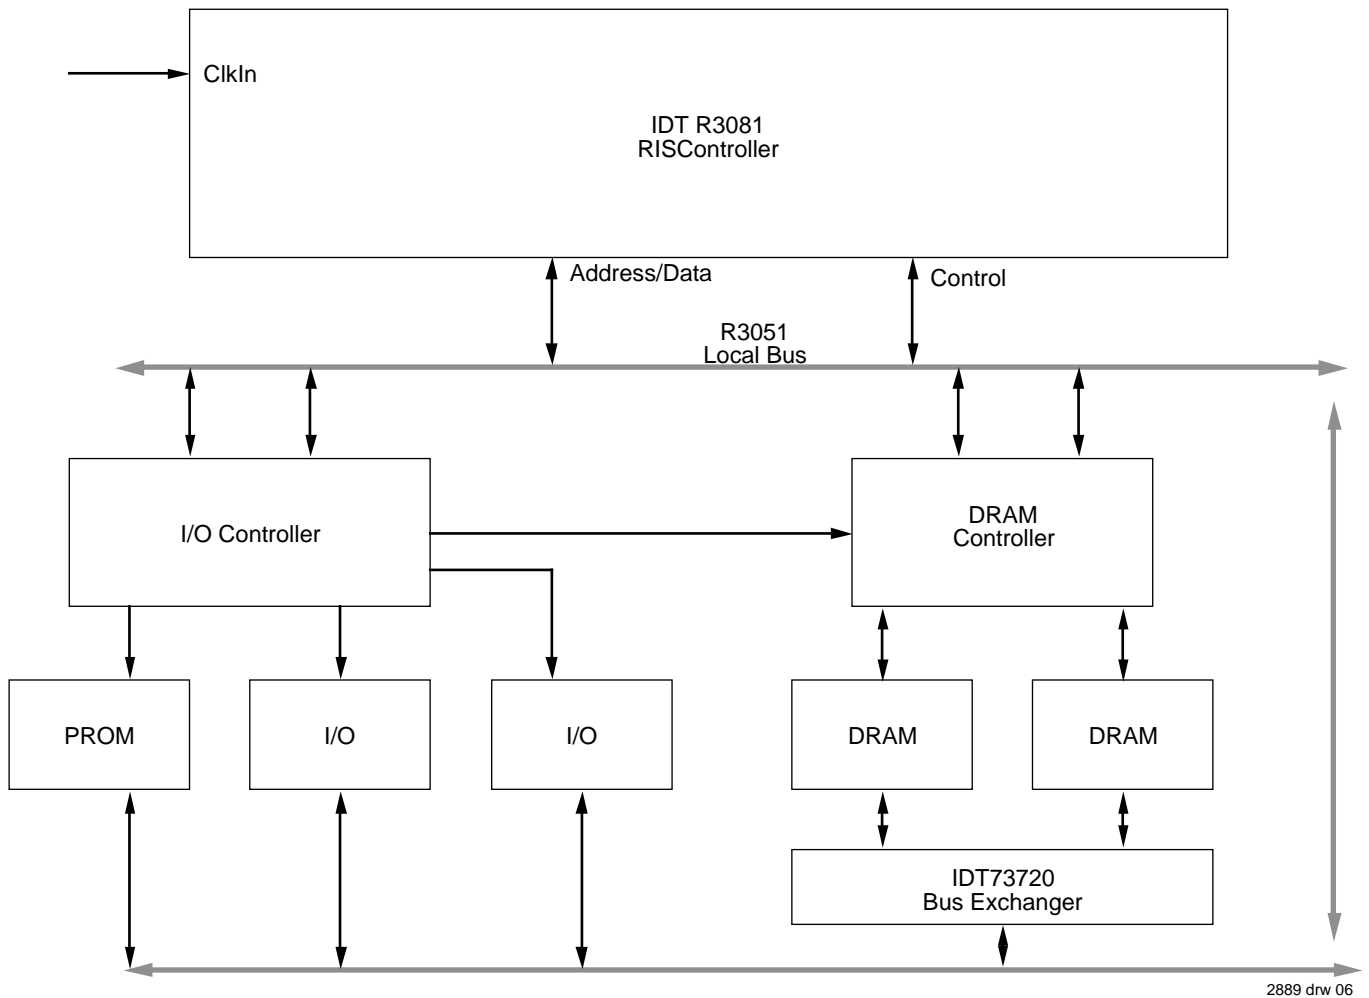 ClkIn
IDT R3081
RISController
Address/Data
Control
R3051
Local Bus
I/O Controller
DRAM
Controller
PROM
I/O
I/O
DRAM
DRAM
IDT73720
Bus Exchanger
2889 drw 06